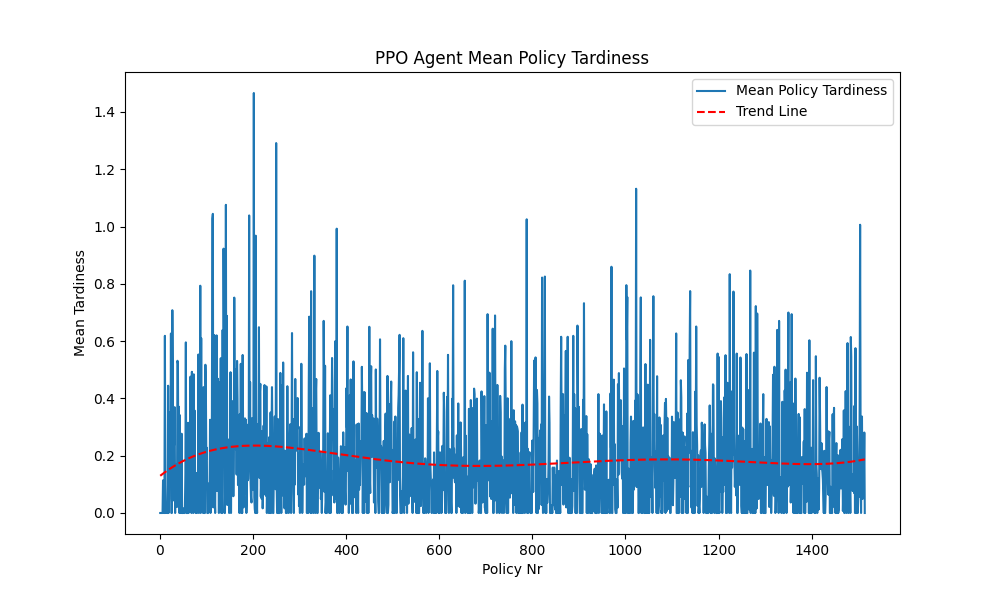 PPO Agent Mean Policy Tardiness
Mean Policy Tardiness
Trend Line
Mean Tardiness
1.4
1.2
1.0
0.8
0.6
0.4
0.2
0.0
0 200 400 600 800 1000 1200 1400
Policy Nr